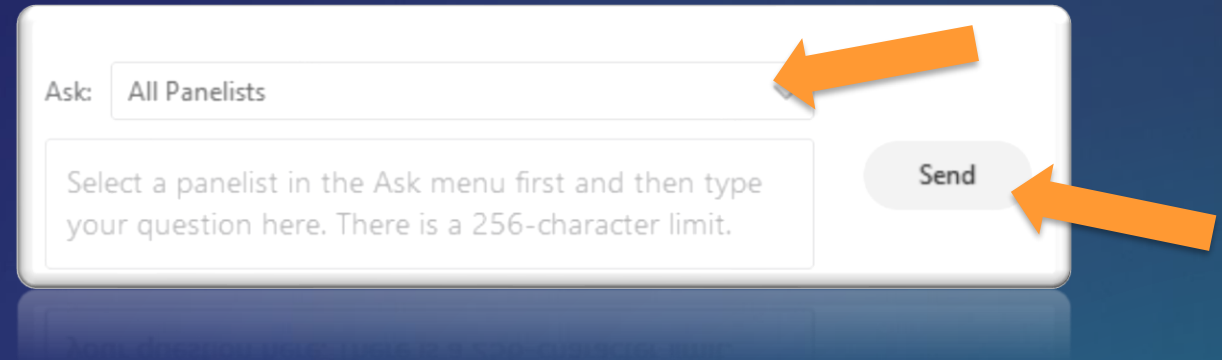 Ask: All Panelists
Select a panelist in the Ask menu first and then type
your question here. There is a 256-character limit.
Send